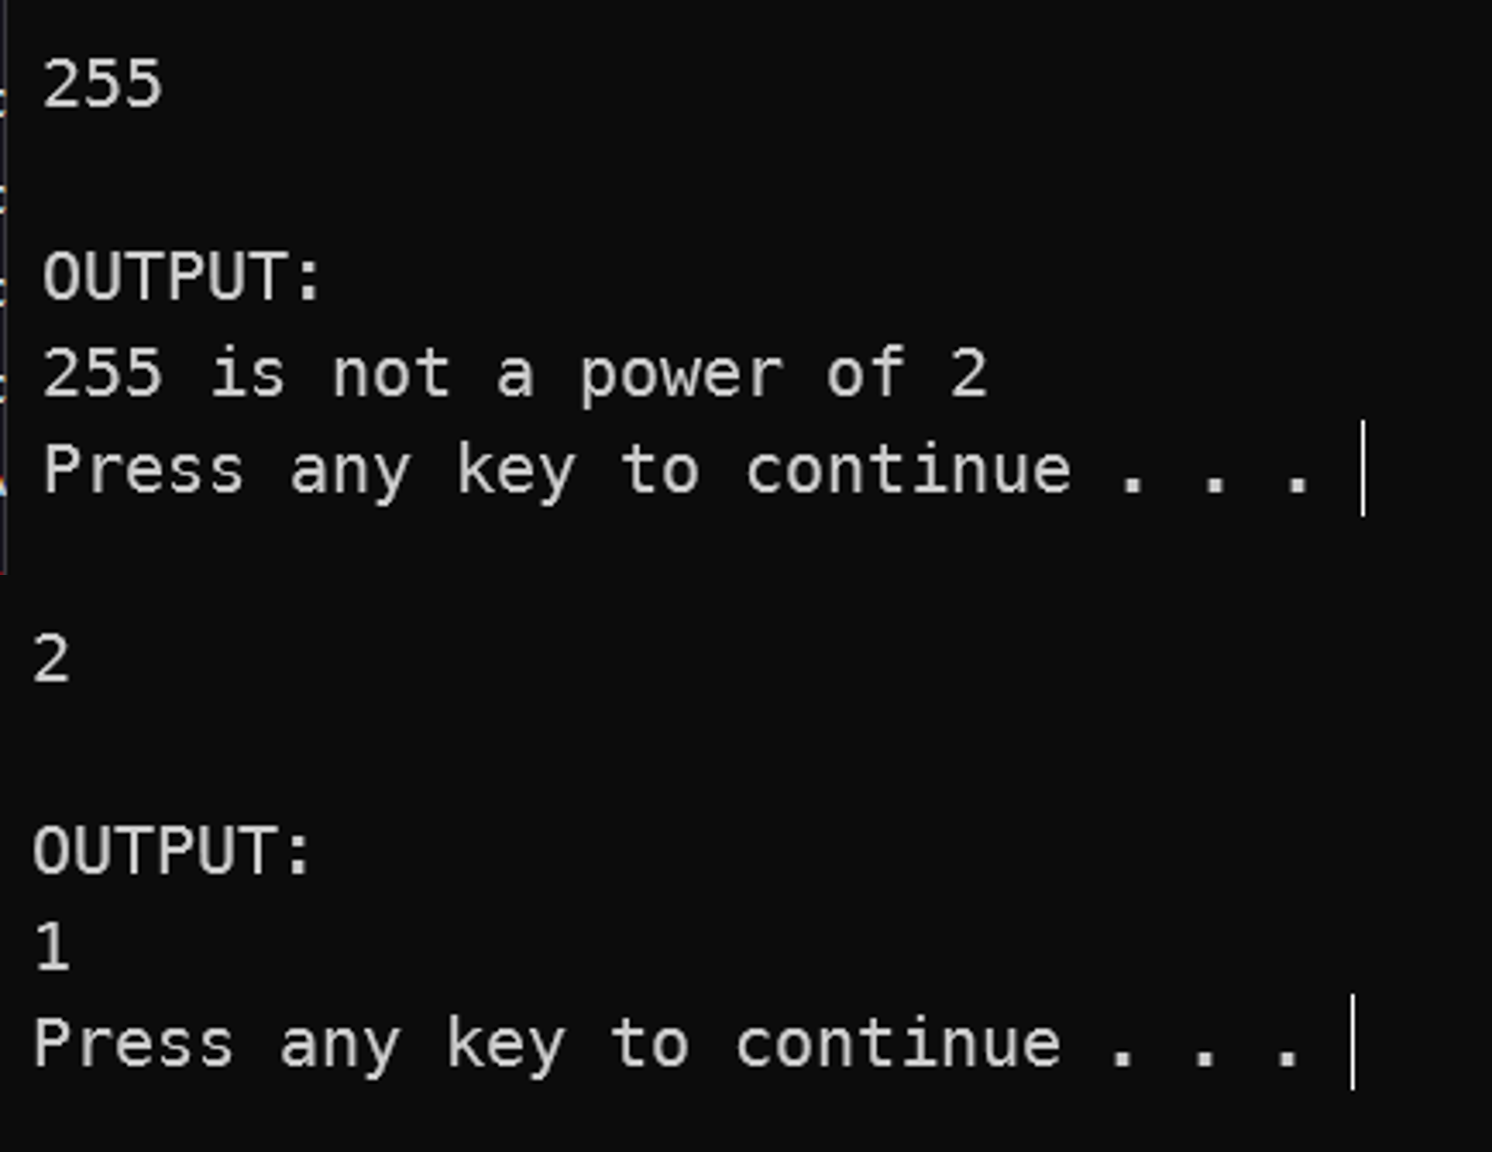 255
OUTPUT:
255 is not a power of 2
Press any key to continue . . .
2
OUTPUT:
1
Press any key to continue . . .